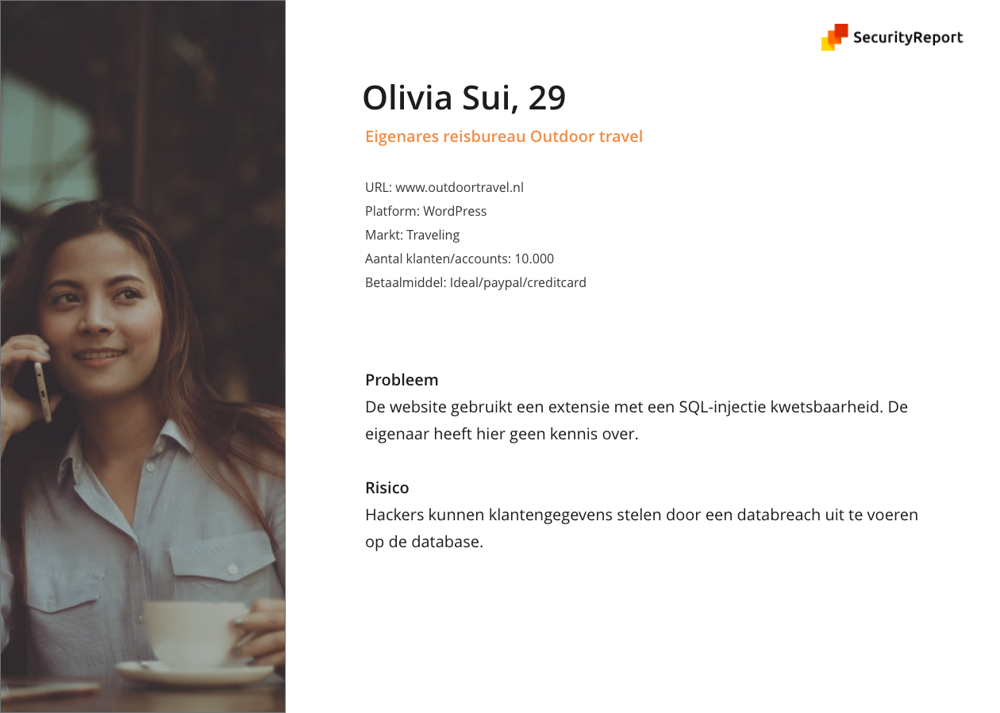 SecurityReport
Olivia Sui, 29
Eigenares reisbureau Outdoor travel
URL: www.outdoortravel.nl
Platform: WordPress
Markt: Traveling
Aantal klanten/accounts: 10.000
Betaalmiddel: Ideal/paypal/creditcard
Probleem
De website gebruikt een extensie met een SQL-injectie kwetsbaarheid. De
eigenaar heeft hier geen kennis over.
Risico
Hackers kunnen klantengegevens stelen door een databreach uit te voeren
op de database.